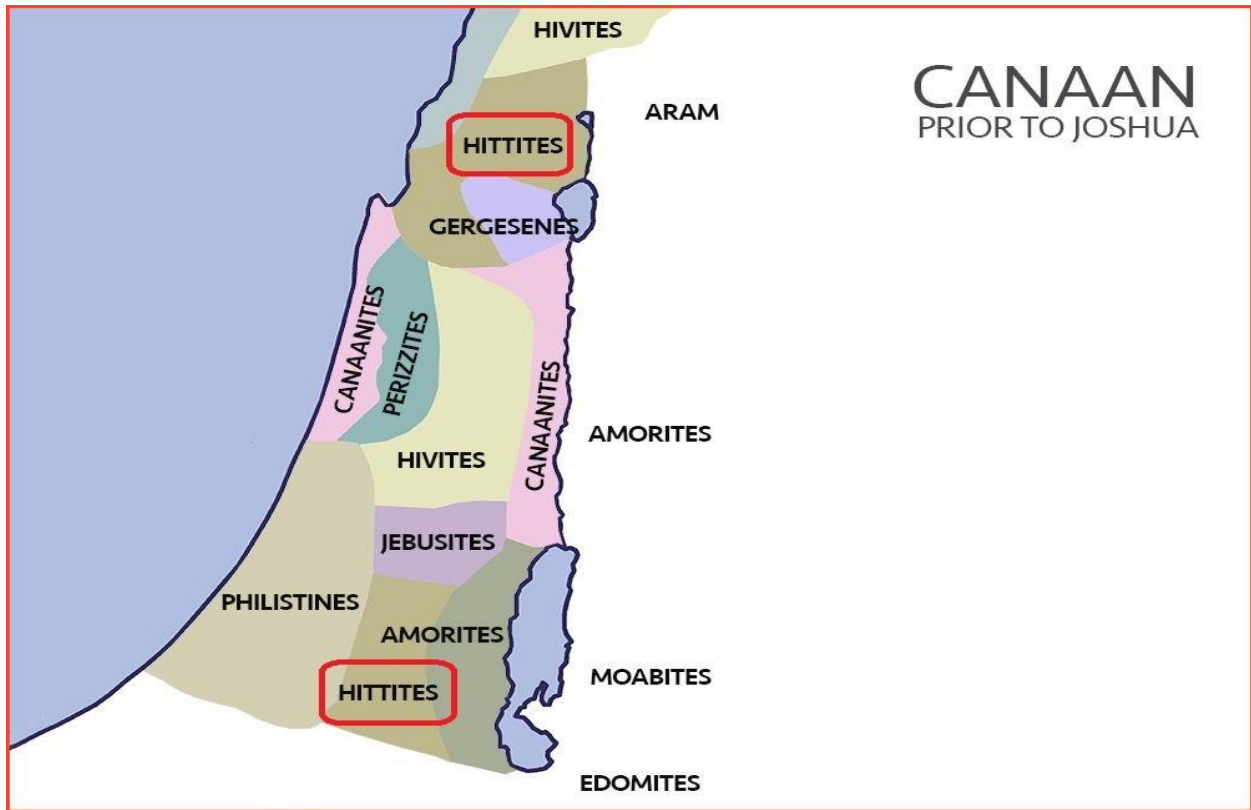 HIVITES
CANAAN
PRIOR TO JOSHUA
ARAM
HITTITES
GERGESENES
CANAANITES
PERIZZITES
CANAANITES
AMORITES
HIVITES
JEBUSITES
PHILISTINES
AMORITES
MOABITES
HITTITES
EDOMITES